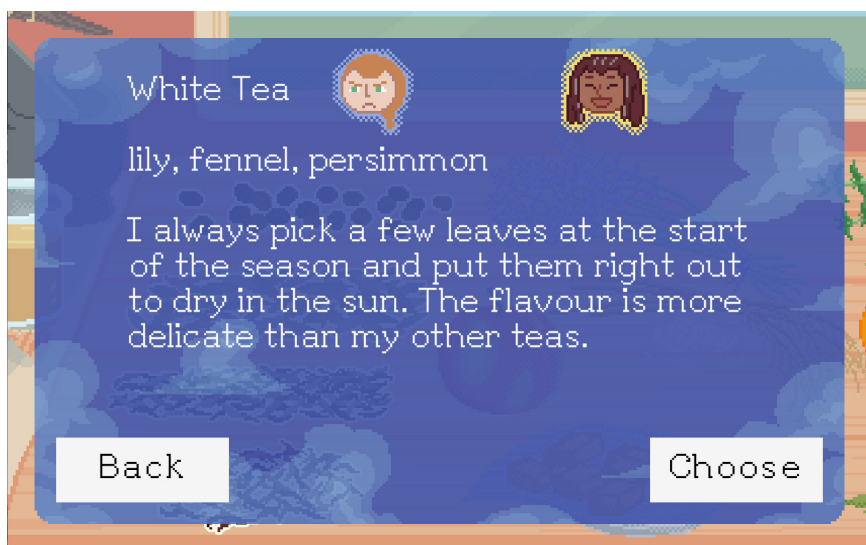 White Tea
lily, fennel, persimmon
I always pick a few leaves at the start
of the season and put them right out
to dry in the sun. The flavour is more
delicate than my other teas.
Back
Choose